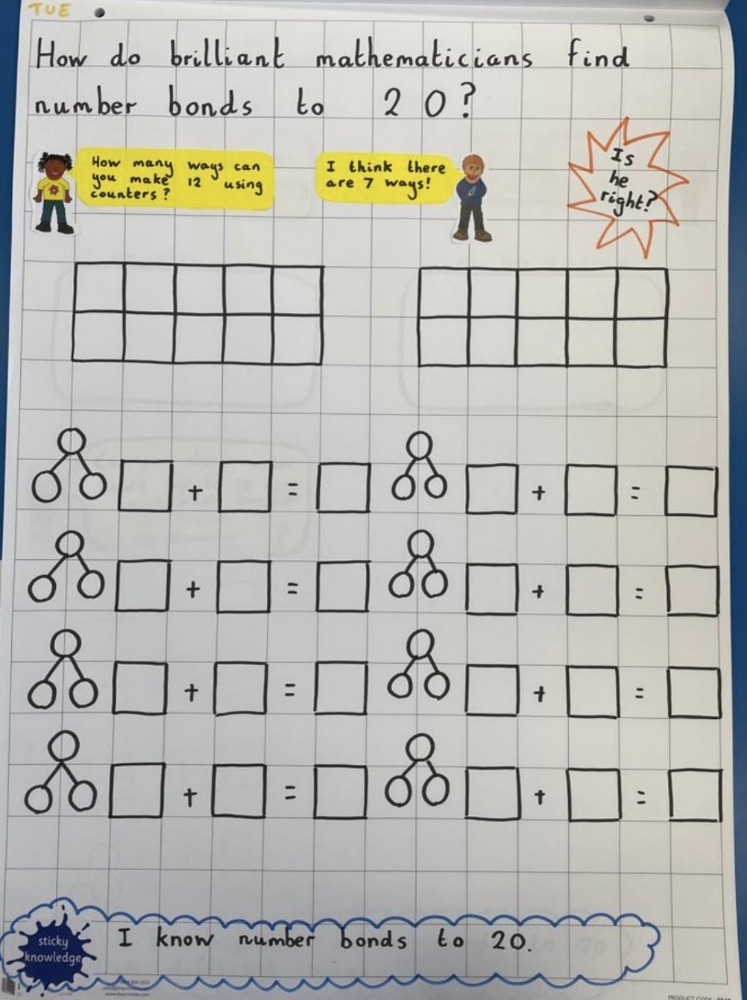 TUE
How do brilliant mathematicians find
number bonds to 20?
How many ways can
you make 12 using
counters?
I think there
are 7 ways!
Is
he
right?
+ = + =
+ = + =
+ = + =
+ = + =
sticky
knowledge
I know number bonds to 20.